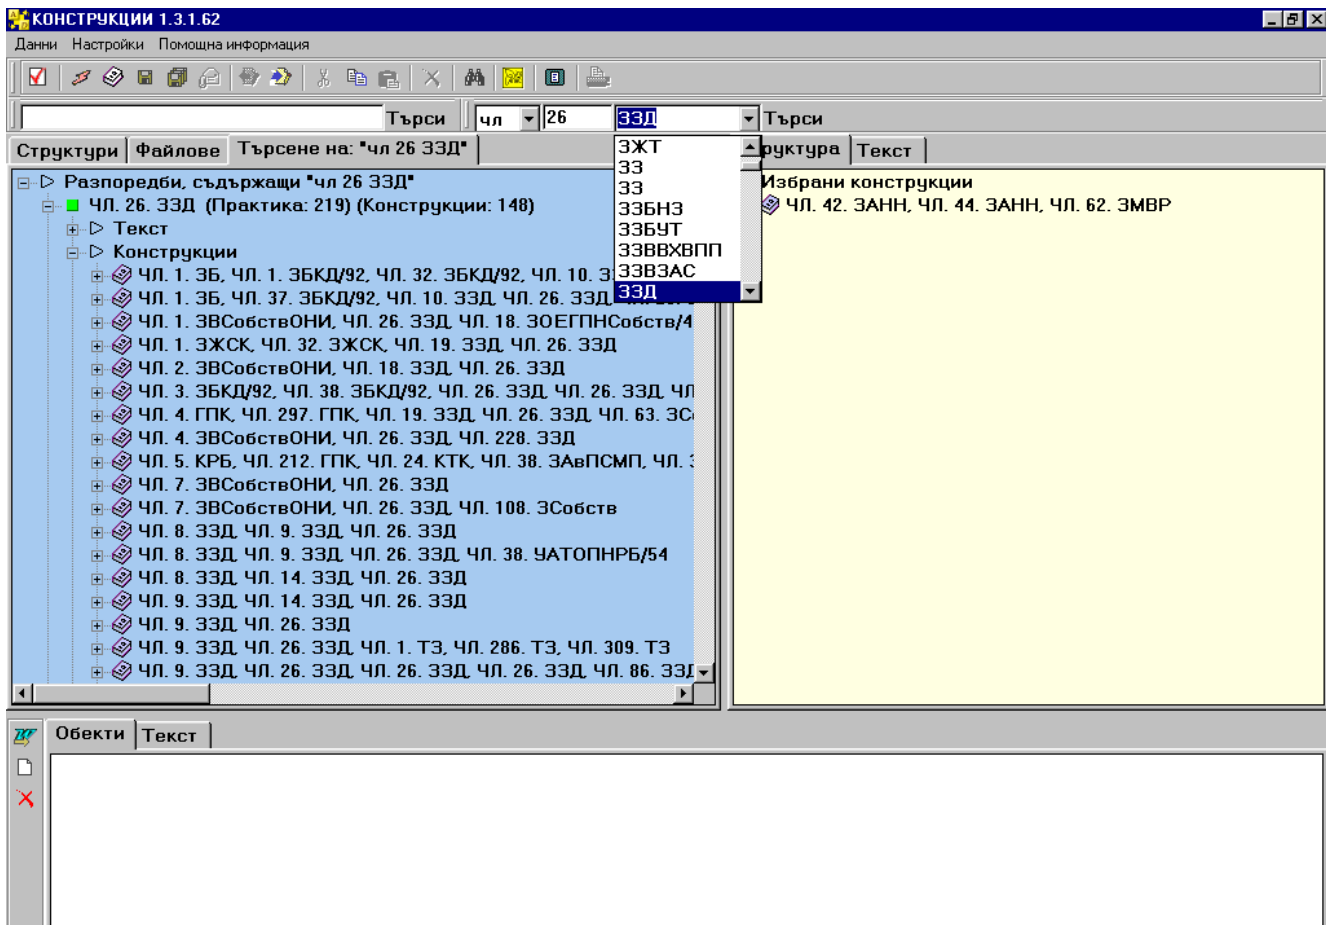 КОНСТРУКЦИИ 1.3.1.62
Данни Настройки Помощна информация
Търси чл 26 ЗЗД Търси
Структури Файлове Търсене на: "чл 26 ЗЗД"
Разпоредби, съдържащи "чл 26 ЗЗД"
ЧЛ. 26. ЗЗД (Практика: 219) (Конструкции: 148)
Текст
Конструкции
ЧЛ. 1. ЗБ, ЧЛ. 1. ЗБКД/92, ЧЛ. 32. ЗБКД/92, ЧЛ. 10. З
ЧЛ. 1. ЗБ, ЧЛ. 37. ЗБКД/92, ЧЛ. 10. ЗЗД, ЧЛ. 26. ЗЗД,
ЧЛ. 1. ЗВСобствОНИ, ЧЛ. 26. ЗЗД, ЧЛ. 18. ЗОЕГПНСобств/4
ЧЛ. 1. ЗЖСК, ЧЛ. 32. ЗЖСК, ЧЛ. 19. ЗЗД, ЧЛ. 26. ЗЗД
ЧЛ. 2. ЗВСобствОНИ, ЧЛ. 18. ЗЗД, ЧЛ. 26. ЗЗД
ЧЛ. 3. ЗБКД/92, ЧЛ. 38. ЗБКД/92, ЧЛ. 26. ЗЗД, ЧЛ. 26. ЗЗД, ЧЛ
ЧЛ. 4. ГПК, ЧЛ. 297. ГПК, ЧЛ. 19. ЗЗД, ЧЛ. 26. ЗЗД, ЧЛ. 63. ЗС
ЧЛ. 4. ЗВСобствОНИ, ЧЛ. 26. ЗЗД, ЧЛ. 228. ЗЗД
ЧЛ. 5. КРБ, ЧЛ. 212. ГПК, ЧЛ. 24. КТК, ЧЛ. 38. ЗАвПСМП, ЧЛ.
ЧЛ. 7. ЗВСобствОНИ, ЧЛ. 26. ЗЗД
ЧЛ. 7. ЗВСобствОНИ, ЧЛ. 26. ЗЗД, ЧЛ. 108. ЗСобств
ЧЛ. 8. ЗЗД, ЧЛ. 9. ЗЗД, ЧЛ. 26. ЗЗД
ЧЛ. 8. ЗЗД, ЧЛ. 9. ЗЗД, ЧЛ. 26. ЗЗД, ЧЛ. 38. УАТОПНРБ/54
ЧЛ. 8. ЗЗД, ЧЛ. 14. ЗЗД, ЧЛ. 26. ЗЗД
ЧЛ. 9. ЗЗД, ЧЛ. 14. ЗЗД, ЧЛ. 26. ЗЗД
ЧЛ. 9. ЗЗД, ЧЛ. 26. ЗЗД
ЧЛ. 9. ЗЗД, ЧЛ. 26. ЗЗД, ЧЛ. 1. ТЗ, ЧЛ. 286. ТЗ, ЧЛ. 309. ТЗ
ЧЛ. 9. ЗЗД, ЧЛ. 26. ЗЗД, ЧЛ. 26. ЗЗД, ЧЛ. 26. ЗЗД, ЧЛ. 86. ЗЗД
ЗЖТ
ЗЗ
ЗЗ
ЗЗБНЗ
ЗЗБУТ
ЗЗВВХВПП
ЗЗВЗАС
ЗЗД
руктура Текст
Избрани конструкции
ЧЛ. 42. ЗАНН, ЧЛ. 44. ЗАНН, ЧЛ. 62. ЗМВР
Обекти Текст